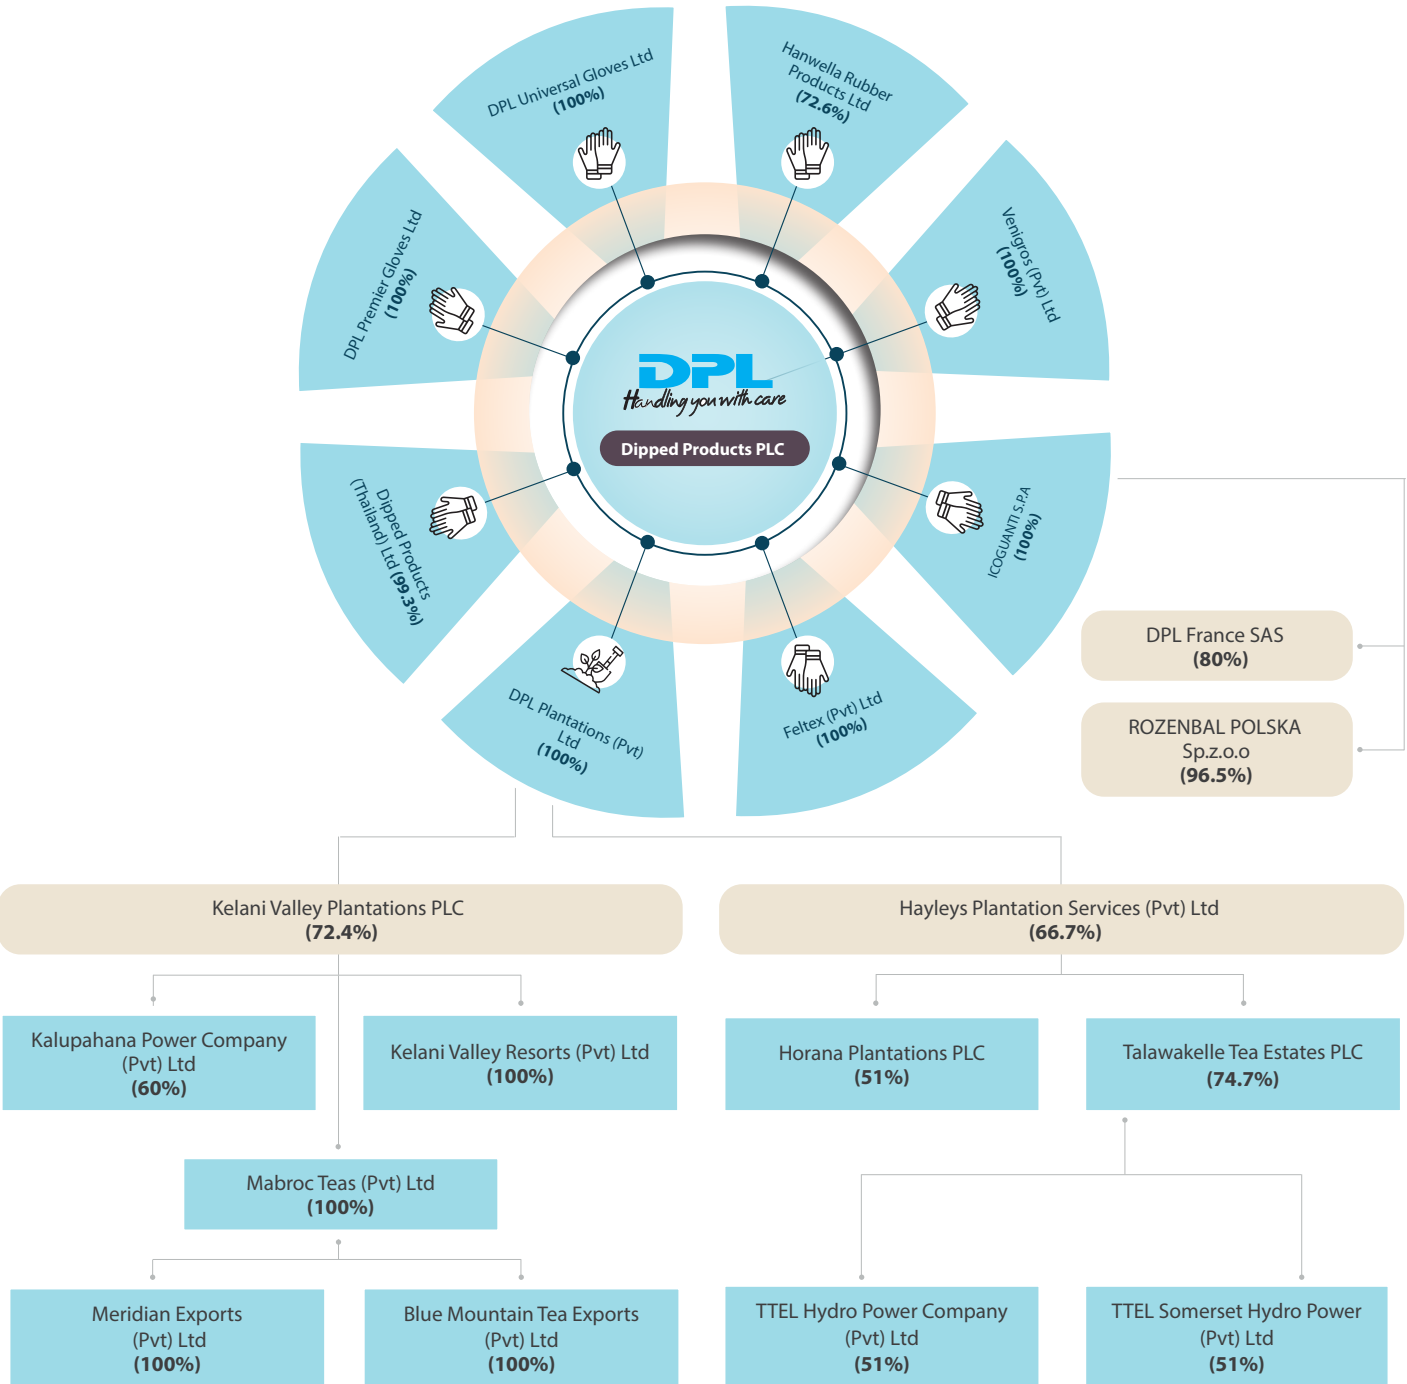 DPL Universal Gloves Ltd
(100%)
Hanwella Rubber
Products Ltd
(72.6%)
DPL Premier Gloves Ltd
(100%)
Venigros (Pvt) Ltd
(100%)
DPL
Handling you with care
Dipped Products PLC
Dipped Products
(Thailand) Ltd (99.3%)
ICOGUANTI S.P.A
(100%)
DPL Plantations (Pvt)
Ltd
(100%)
Feltex (Pvt) Ltd
(100%)
DPL France SAS
(80%)
ROZENBAL POLSKA
Sp.z.o.o
(96.5%)
Kelani Valley Plantations PLC
(72.4%)
Hayleys Plantation Services (Pvt) Ltd
(66.7%)
Kalupahana Power Company
(Pvt) Ltd
(60%)
Kelani Valley Resorts (Pvt) Ltd
(100%)
Horana Plantations PLC
(51%)
Talawakelle Tea Estates PLC
(74.7%)
Mabroc Teas (Pvt) Ltd
(100%)
Meridian Exports
(Pvt) Ltd
(100%)
Blue Mountain Tea Exports
(Pvt) Ltd
(100%)
TTEL Hydro Power Company
(Pvt) Ltd
(51%)
TTEL Somerset Hydro Power
(Pvt) Ltd
(51%)